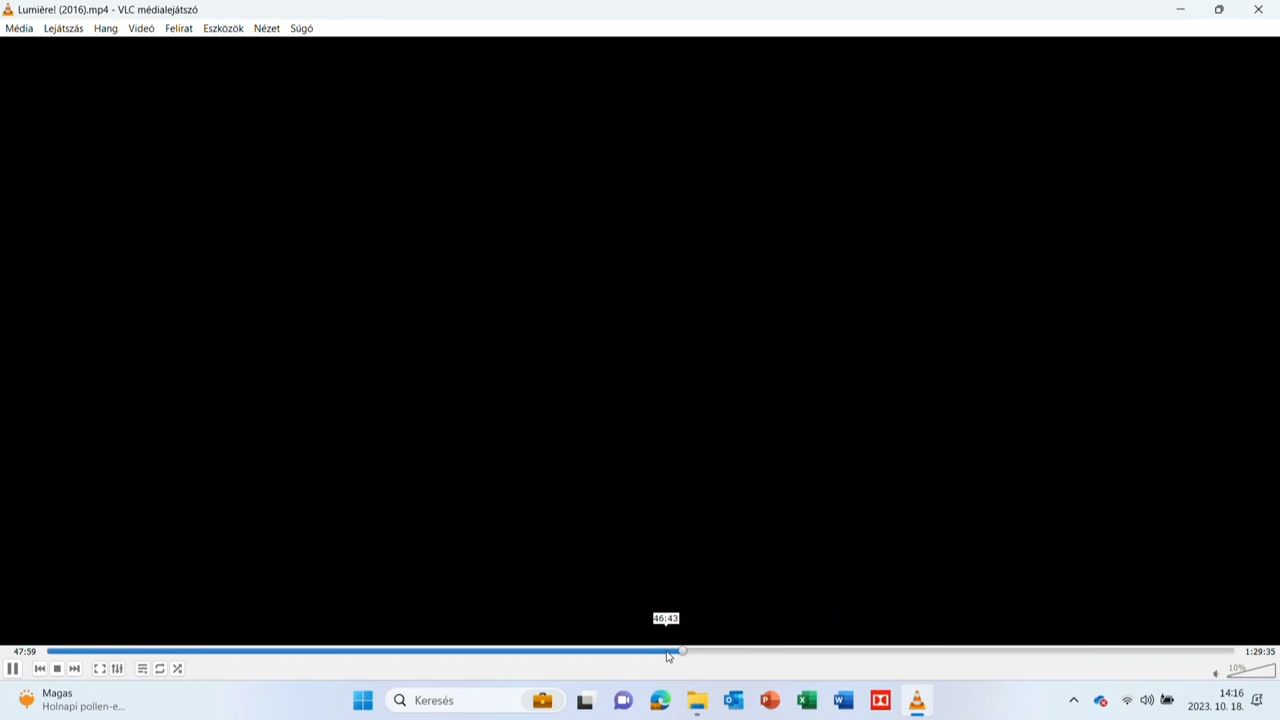 Lumière! (2016).mp4 - VLC médialejátszó
Média Lejátszás Hang Videó Felirat Eszközök Nézet Súgó
46:43
47:59
1:29:35
10%
Magas
Holnapi pollen-e...
Keresés
14:16
2023. 10. 18.